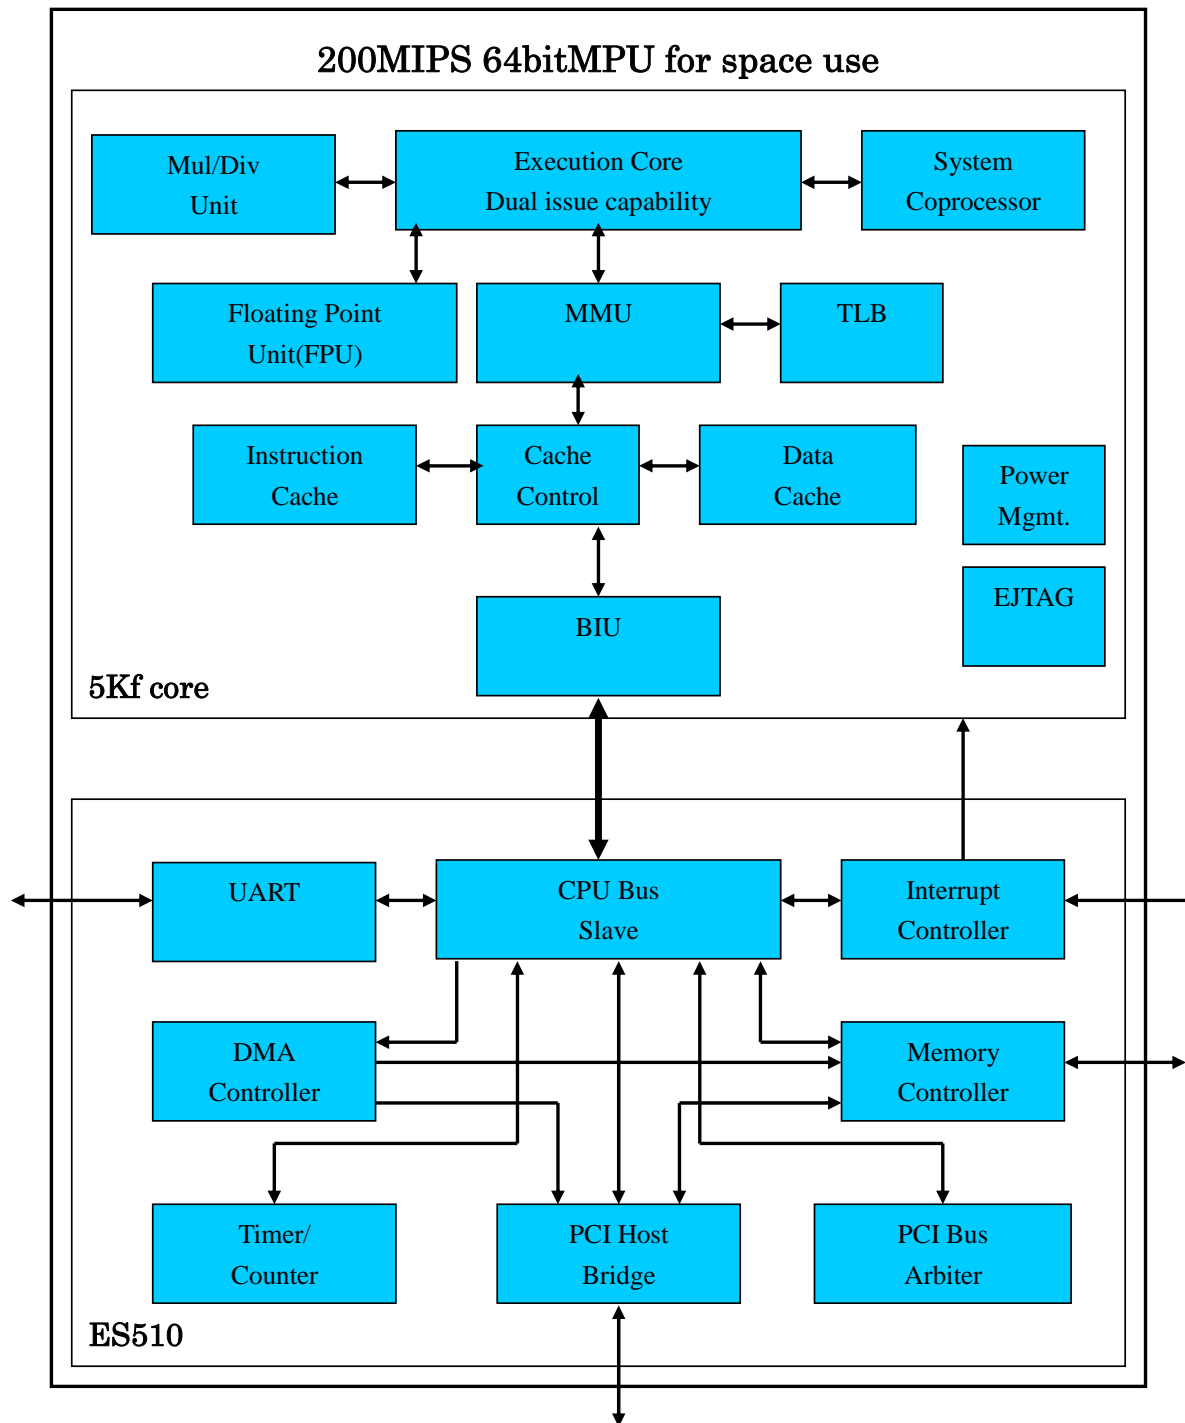 200MIPS 64bitMPU for space use
Mul/Div
Unit
Execution Core
Dual issue capability
System
Coprocessor
Floating Point
Unit(FPU)
MMU
TLB
Instruction
Cache
Cache
Control
Data
Cache
Power
Mgmt.
EJTAG
BIU
5Kf core
UART
CPU Bus
Slave
Interrupt
Controller
DMA
Controller
Memory
Controller
Timer/
Counter
PCI Host
Bridge
PCI Bus
Arbiter
ES510